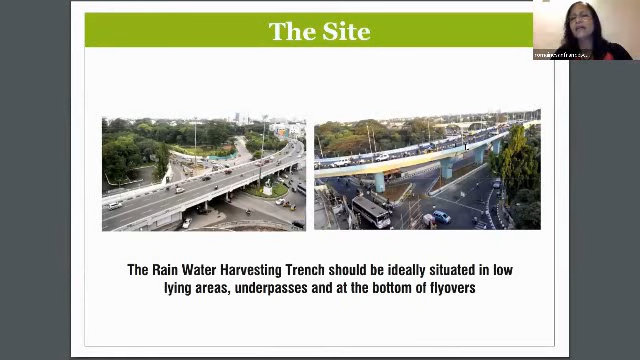 The Site
The Rain Water Harvesting Trench should be ideally situated in low
lying areas, underpasses and at the bottom of flyovers